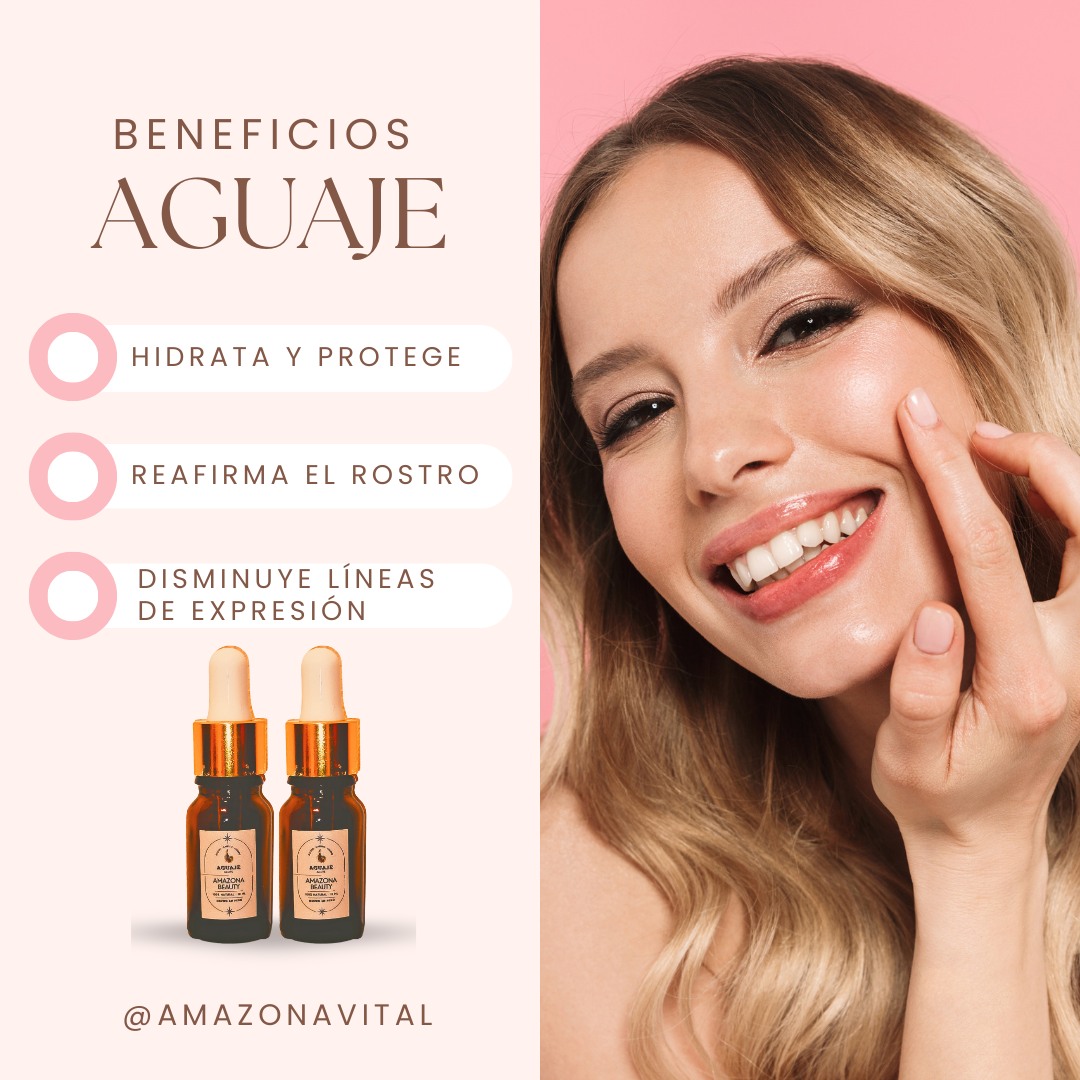 BENEFICIOS
AGUAJE
HIDRATA Y PROTEGE
REAFIRMA EL ROSTRO
DISMINUYE LÍNEAS
DE EXPRESIÓN
AGUAJE
AMAZONA
BEAUTY
AGUAJE
AMAZONA
BEAUTY
@AMAZONAVITAL